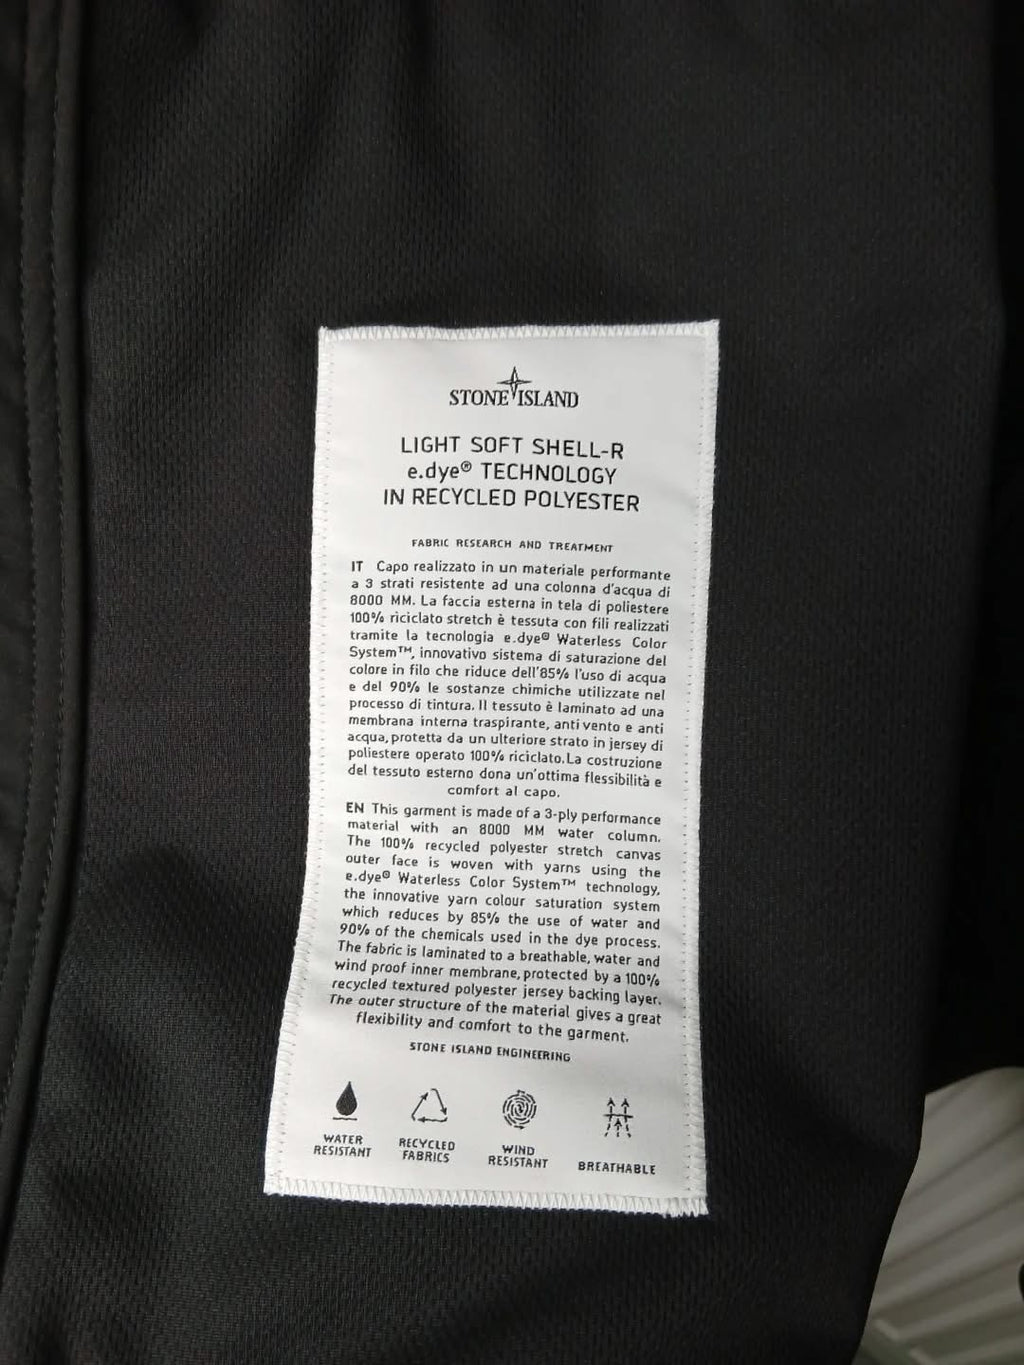 STONE ISLAND
LIGHT SOFT SHELL-R
e.dye® TECHNOLOGY
IN RECYCLED POLYESTER
FABRIC RESEARCH AND TREATMENT
IT Capo realizzato in un materiale performante
a 3 strati resistente ad una colonna d'acqua di
8000 MM. La faccia esterna in tela di poliestere
100% riciclato stretch è tessuta con fili realizzati
tramite la tecnologia e.dye® Waterless Color
System™, innovativo sistema di saturazione del
colore in filo che riduce dell'85% l'uso di acqua
e del 90% le sostanze chimiche utilizzate nel
processo di tintura. Il tessuto è laminato ad una
membrana interna traspirante, anti vento e anti
acqua, protetta da un ulteriore strato in jersey di
poliestere operato 100% riciclato. La costruzione
del tessuto esterno dona un'ottima flessibilità e
comfort al capo.
EN This garment is made of a 3-ply performance
material with an 8000 MM water column.
The 100% recycled polyester stretch canvas
outer face is woven with yarns using the
e.dye® Waterless Color System™ technology,
the innovative yarn colour saturation system
which reduces by 85% the use of water and
90% of the chemicals used in the dye process.
The fabric is laminated to a breathable, water and
wind proof inner membrane, protected by a 100%
recycled textured polyester jersey backing layer.
The outer structure of the material gives a great
flexibility and comfort to the garment.
STONE ISLAND ENGINEERING
WATER
RESISTANT
RECYCLED
FABRICS
WIND
RESISTANT
BREATHABLE